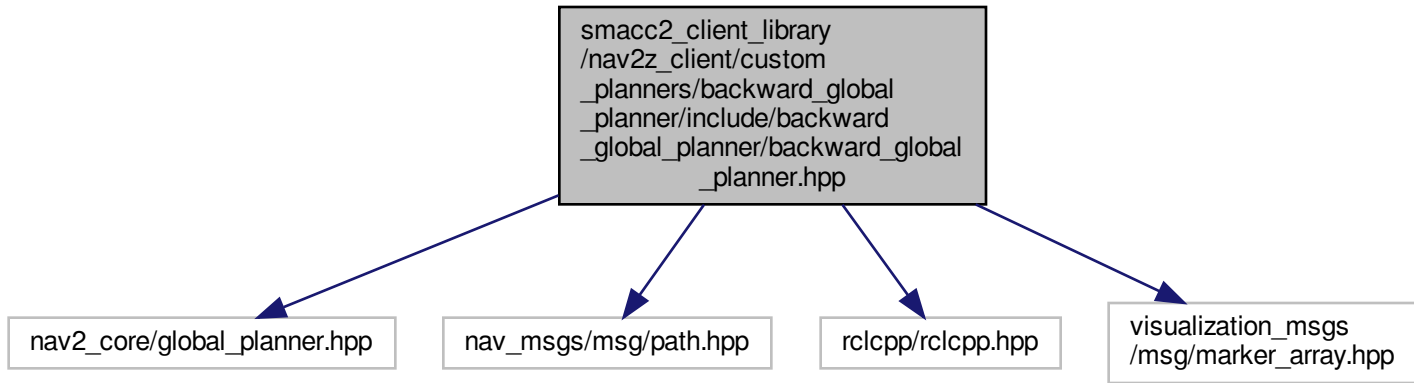 smacc2_client_library
/nav2z_client/custom
_planners/backward_global
_planner/include/backward
_global_planner/backward_global
_planner.hpp
nav2_core/global_planner.hpp
nav_msgs/msg/path.hpp
rclcpp/rclcpp.hpp
visualization_msgs
/msg/marker_array.hpp